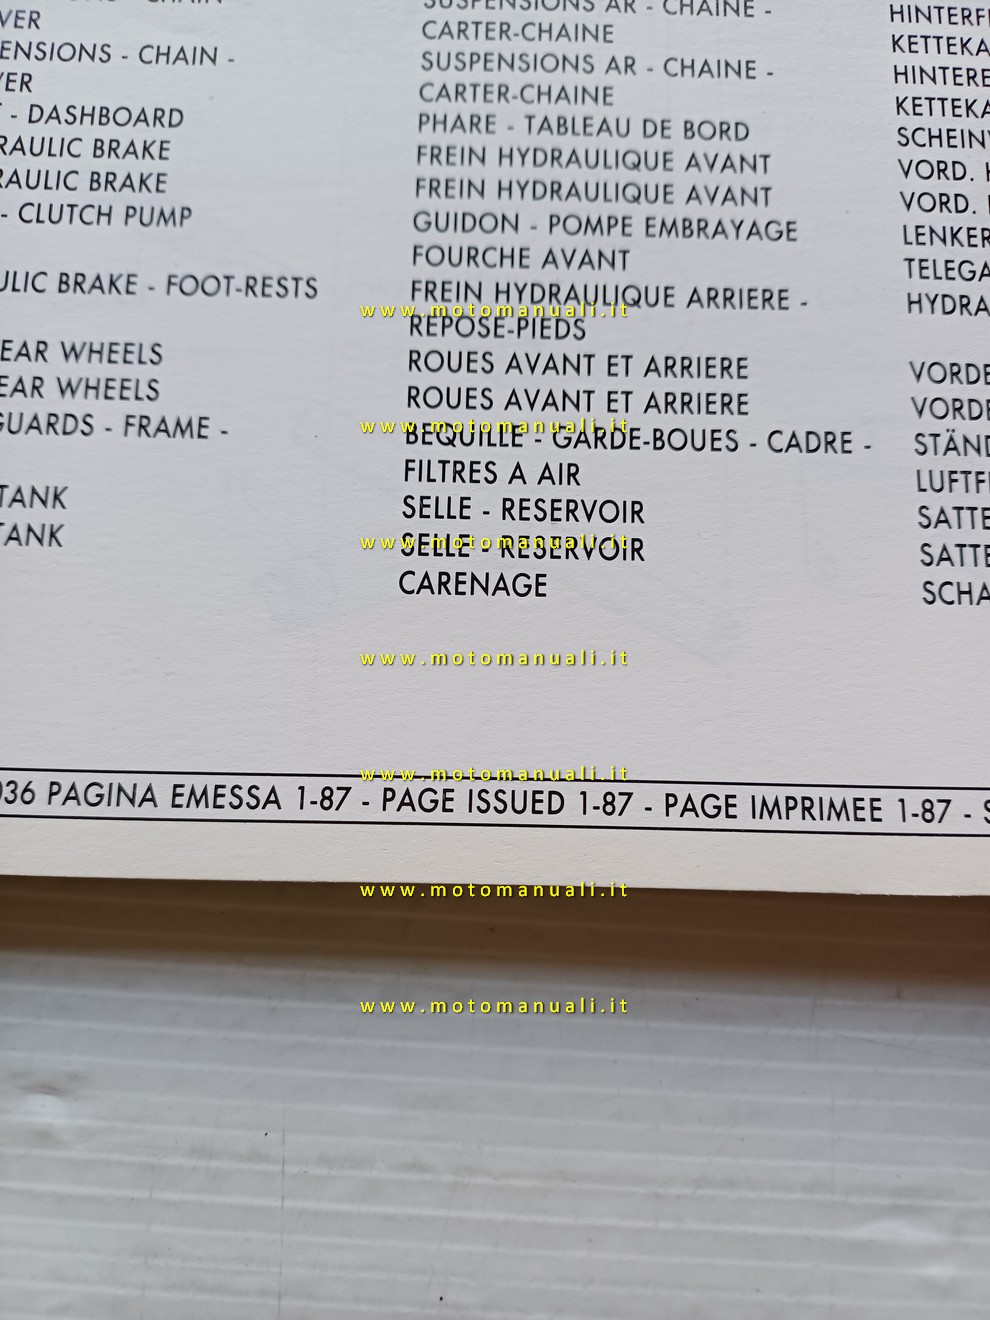 VER
ENSIONS - CHAIN -
VER
- DASHBOARD
RAULIC BRAKE
RAULIC BRAKE
- CLUTCH PUMP
ULIC BRAKE - FOOT-RESTS
EAR WHEELS
EAR WHEELS
GUARDS - FRAME -
TANK
TANK
SUSPENSIONS AR - CHAINE -
CARTER-CHAINE
SUSPENSIONS AR - CHAINE -
CARTER-CHAINE
PHARE - TABLEAU DE BORD
FREIN HYDRAULIQUE AVANT
FREIN HYDRAULIQUE AVANT
GUIDON - POMPE EMBRAYAGE
FOURCHE AVANT
FREIN HYDRAULIQUE ARRIERE -
REPOSE-PIEDS
ROUES AVANT ET ARRIERE
ROUES AVANT ET ARRIERE
BEQUILLE - GARDE-BOUES - CADRE -
FILTRES A AIR
SELLE - RESERVOIR
SELLE - RESERVOIR
CARENAGE
HINTERF
KETTEKA
HINTERE
KETTEKA
SCHEIN
VORD.
VORD.
LENKER
TELEGA
HYDRA
VORDE
VORDE
STÄND
LUFTF
SATTE
SATTE
SCHA
036 PAGINA EMESSA 1-87 - PAGE ISSUED 1-87 - PAGE IMPRIMEE 1-87 - S
www.motomanuali.it
www.motomanuali.it
www.motomanuali.it
www.motomanuali.it
www.motomanuali.it
www.motomanuali.it
www.motomanuali.it